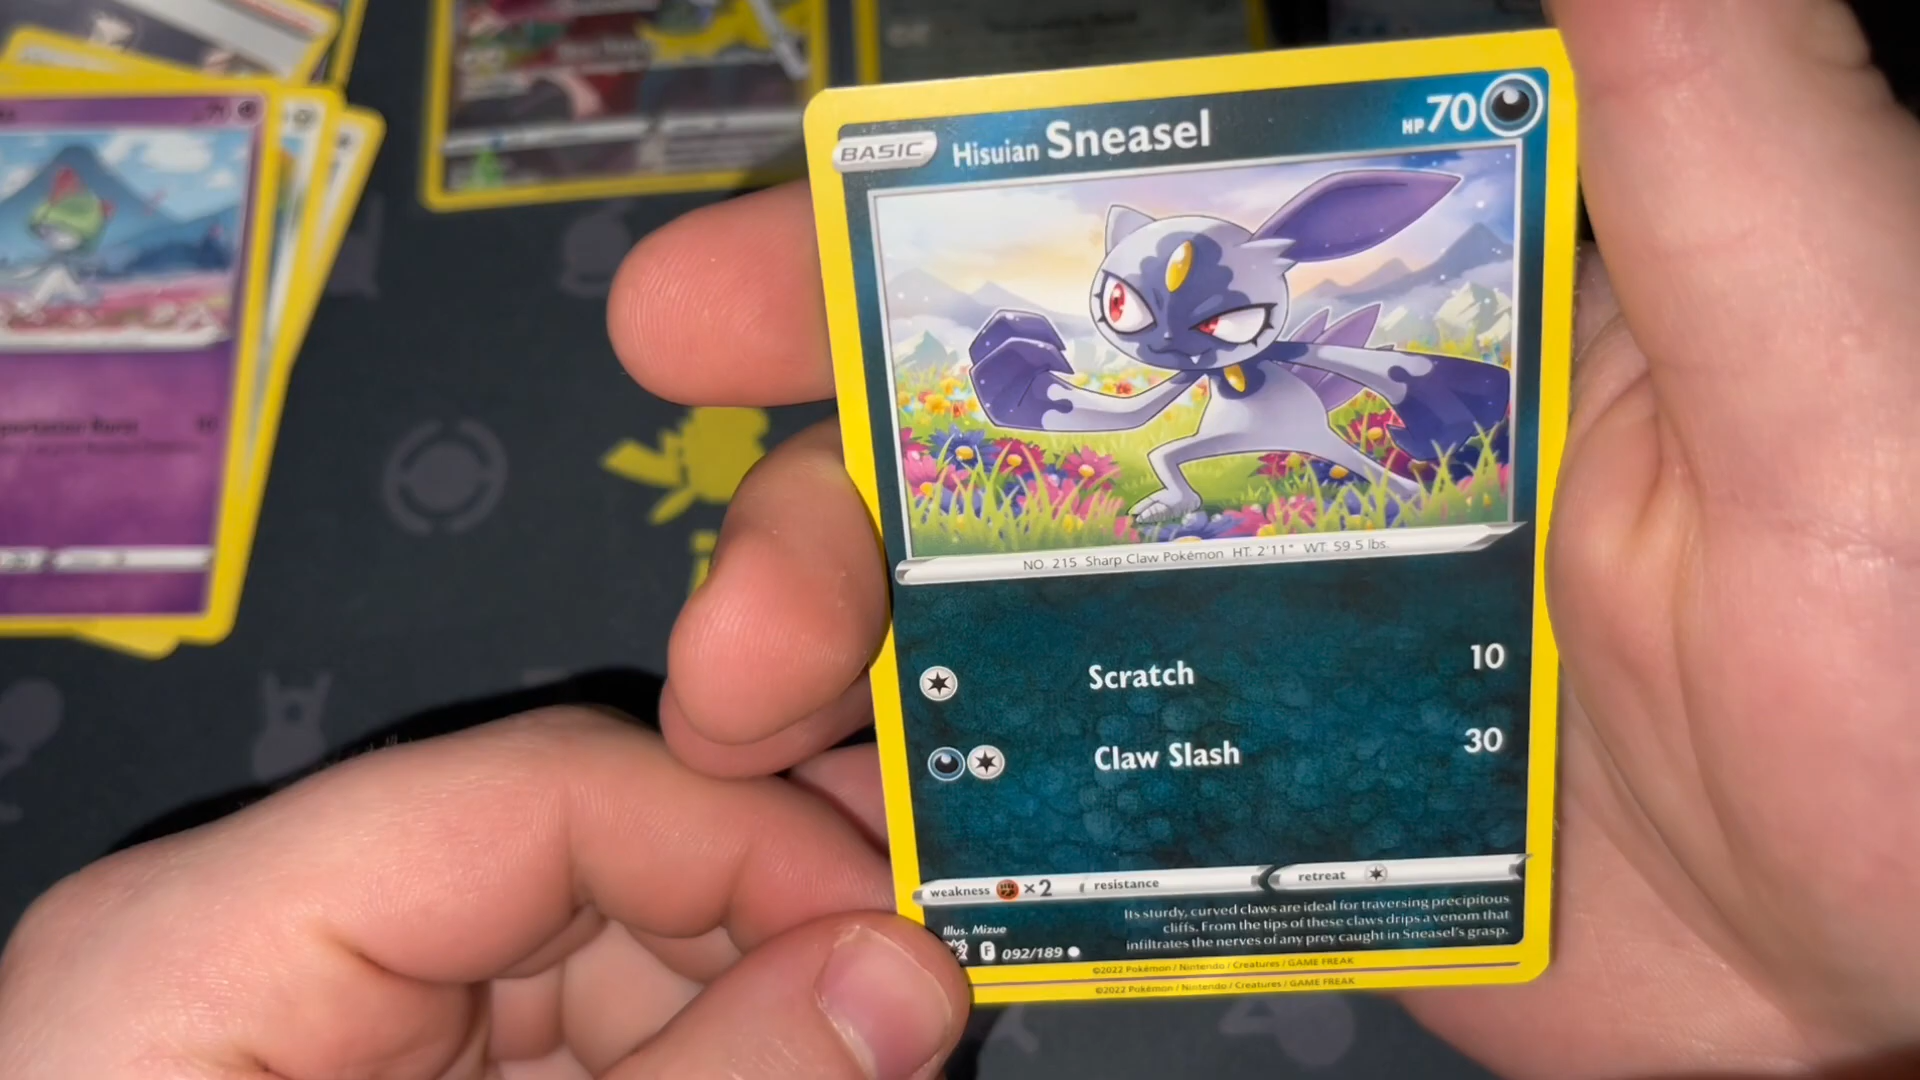 BASIC
Hisuian Sneasel
HP 70
NO. 215 Sharp Claw Pokémon HT: 2'11" WT: 59.5 lbs.
Scratch 10
Claw Slash 30
weakness ×2 resistance retreat
Its sturdy, curved claws are ideal for traversing precipitous
cliffs. From the tips of these claws drips a venom that
infiltrates the nerves of any prey caught in Sneasel's grasp.
Illus. Mizue
F 092/189
©2022 Pokémon / Nintendo / Creatures / GAME FREAK
©2022 Pokémon / Nintendo / Creatures / GAME FREAK